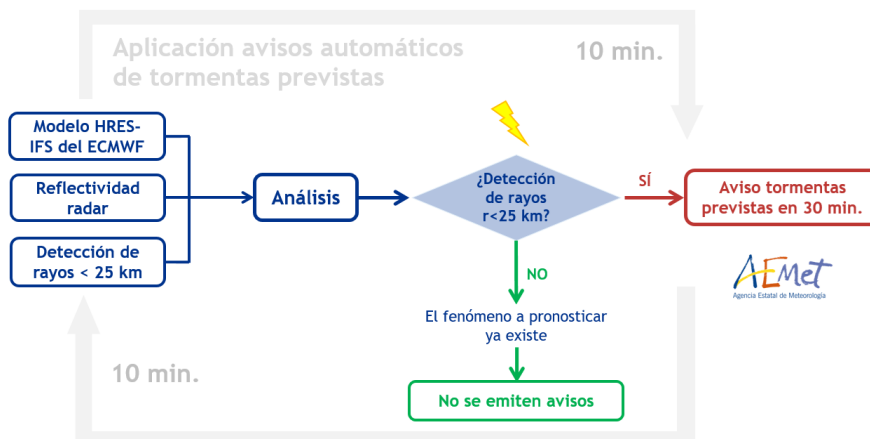 Aplicación avisos automáticos
de tormentas previstas
10 min.
Modelo HRES-
IFS del ECMWF
Reflectividad
radar
Detección de
rayos < 25 km
Análisis
¿Detección
de rayos
r<25 km?
SÍ
Aviso tormentas
previstas en 30 min.
NO
El fenómeno a pronosticar
ya existe
No se emiten avisos
AEMet
Agencia Estatal de Meteorología
10 min.